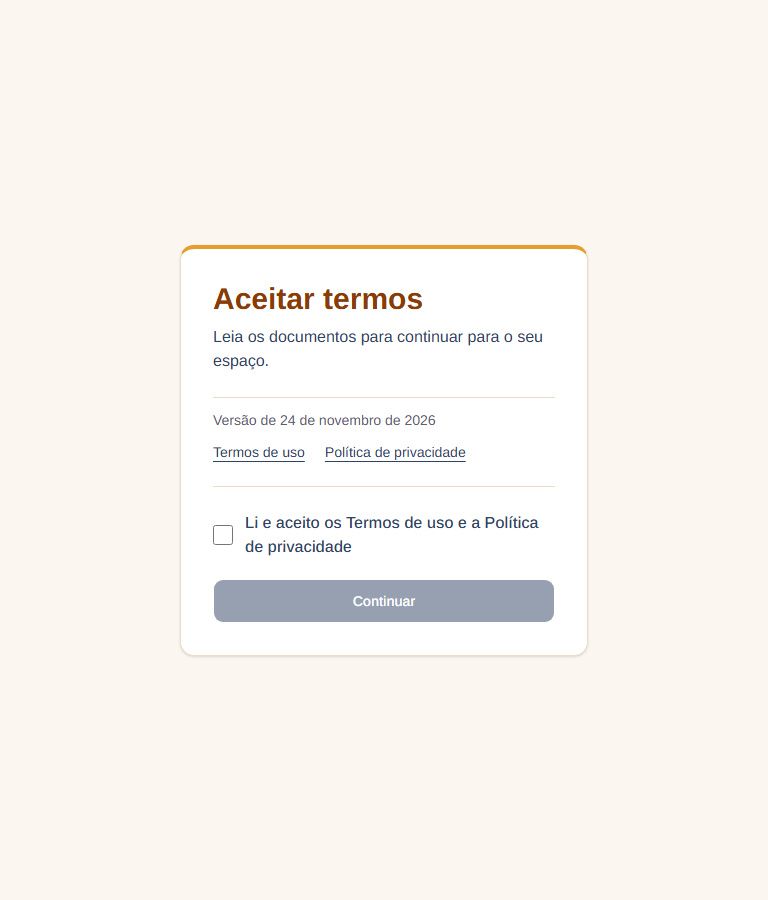 Aceitar termos
Leia os documentos para continuar para o seu
espaço.
Versão de 24 de novembro de 2026
Termos de uso Política de privacidade
Li e aceito os Termos de uso e a Política
de privacidade
Continuar